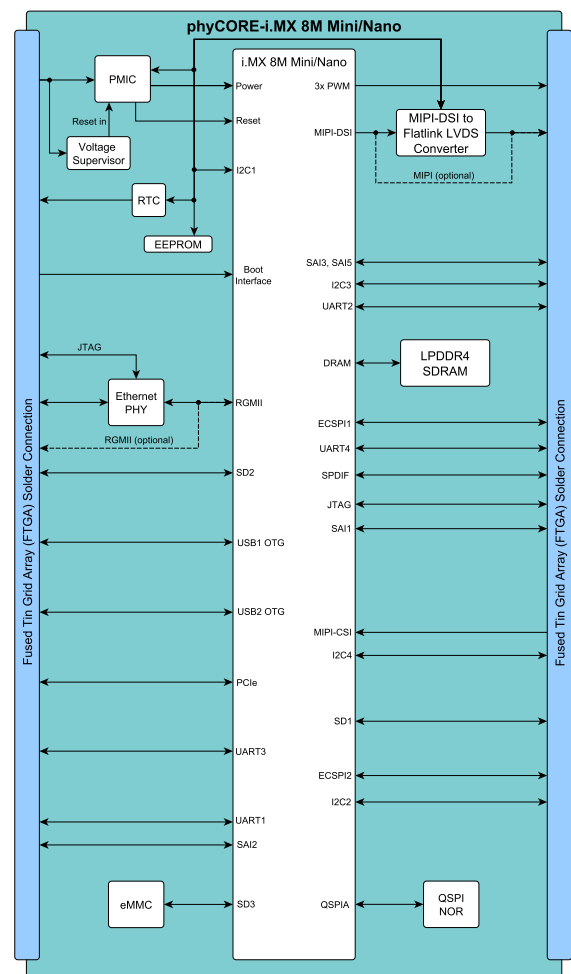 phyCORE-i.MX 8M Mini/Nano
i.MX 8M Mini/Nano
PMIC
Power
3x PWM
Reset in
Reset
Voltage
Supervisor
MIPI-DSI
MIPI-DSI to
Flatlink LVDS
Converter
MIPI (optional)
I2C1
RTC
EEPROM
Boot
Interface
SAI3, SAI5
I2C3
UART2
JTAG
DRAM
LPDDR4
SDRAM
Ethernet
PHY
RGMII
RGMII (optional)
ECSPI1
UART4
SD2
SPDIF
JTAG
SAI1
USB1 OTG
USB2 OTG
MIPI-CSI
I2C4
PCIe
SD1
UART3
ECSPI2
I2C2
UART1
SAI2
eMMC
SD3
QSPIA
QSPI
NOR
Fused Tin Grid Array (FTGA) Solder Connection
Fused Tin Grid Array (FTGA) Solder Connection